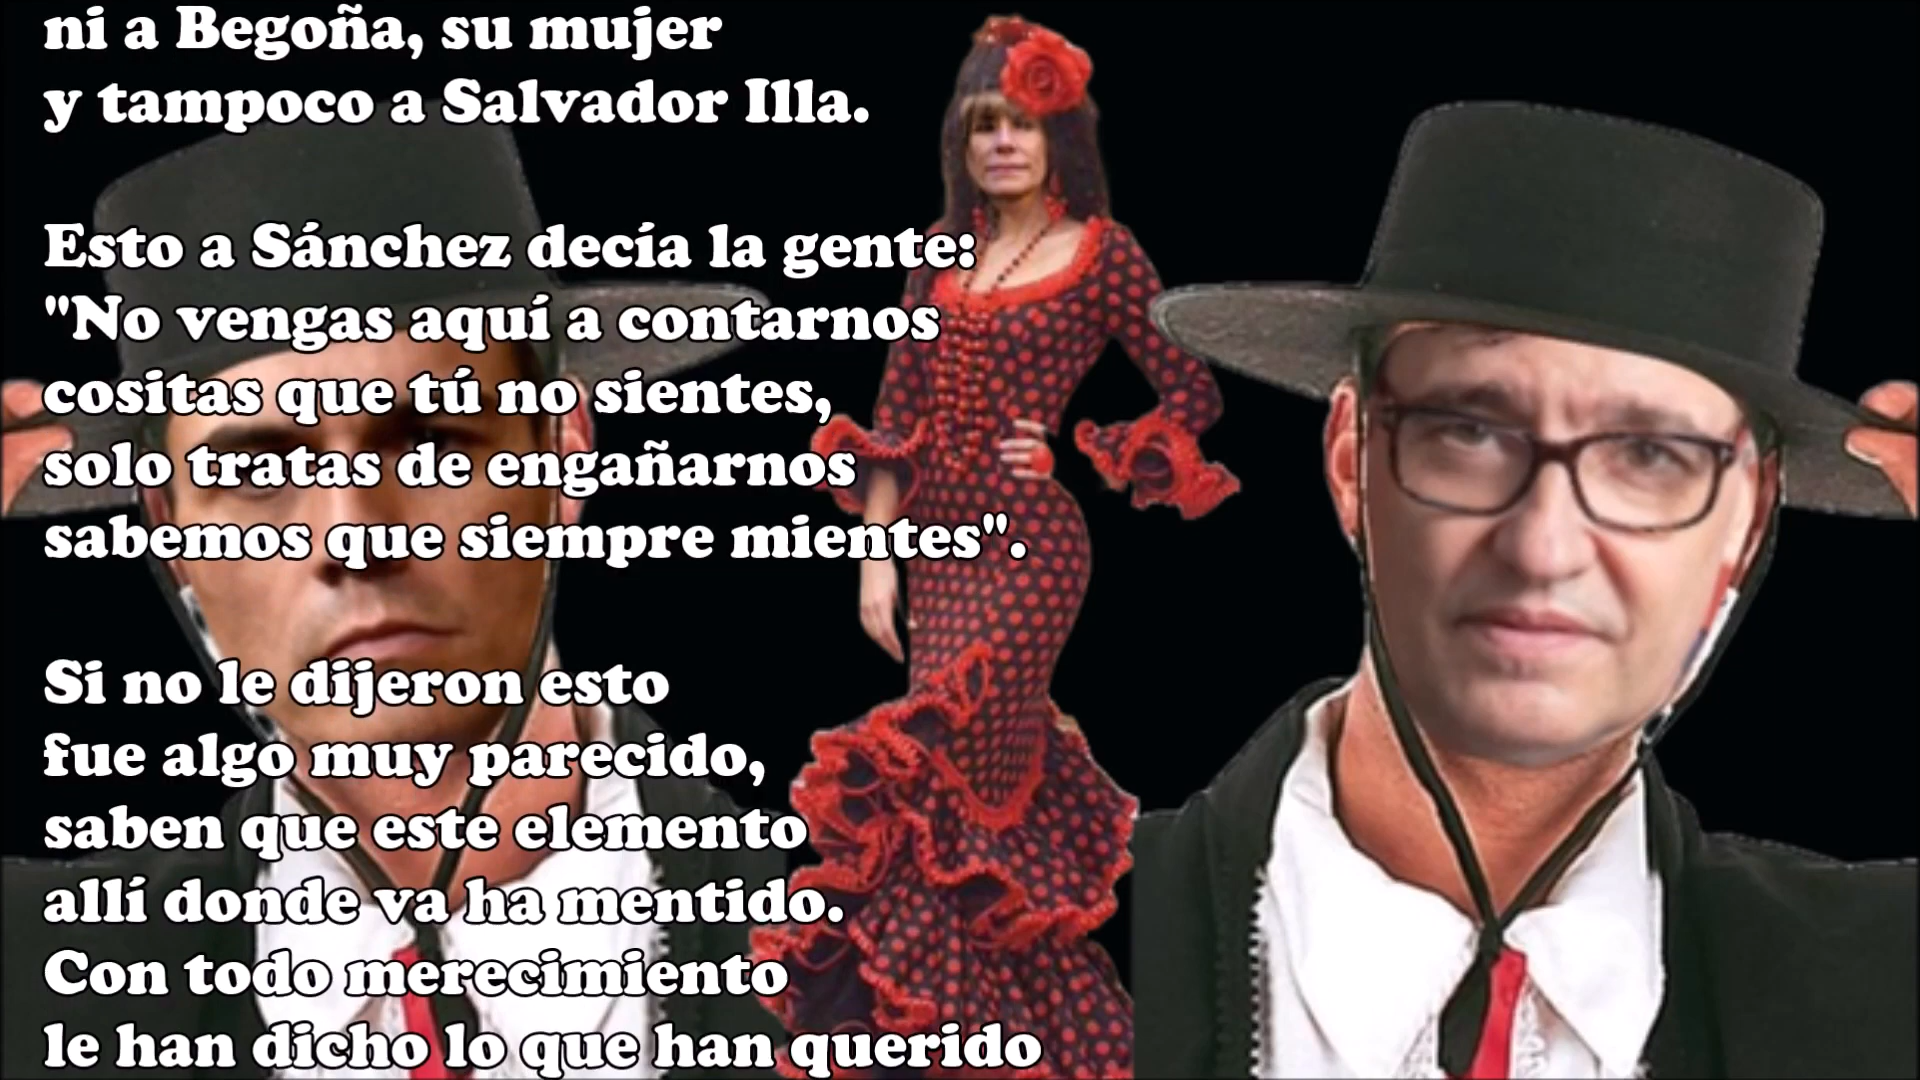 ni a Begoña, su mujer
y tampoco a Salvador Illa.
Esto a Sánchez decía la gente:
"No vengas aquí a contarnos
cositas que tú no sientes,
solo tratas de engañarnos
sabemos que siempre mientes".
Si no le dijeron esto
fue algo muy parecido,
saben que este elemento
allí donde va ha mentido.
Con todo merecimiento
le han dicho lo que han querido